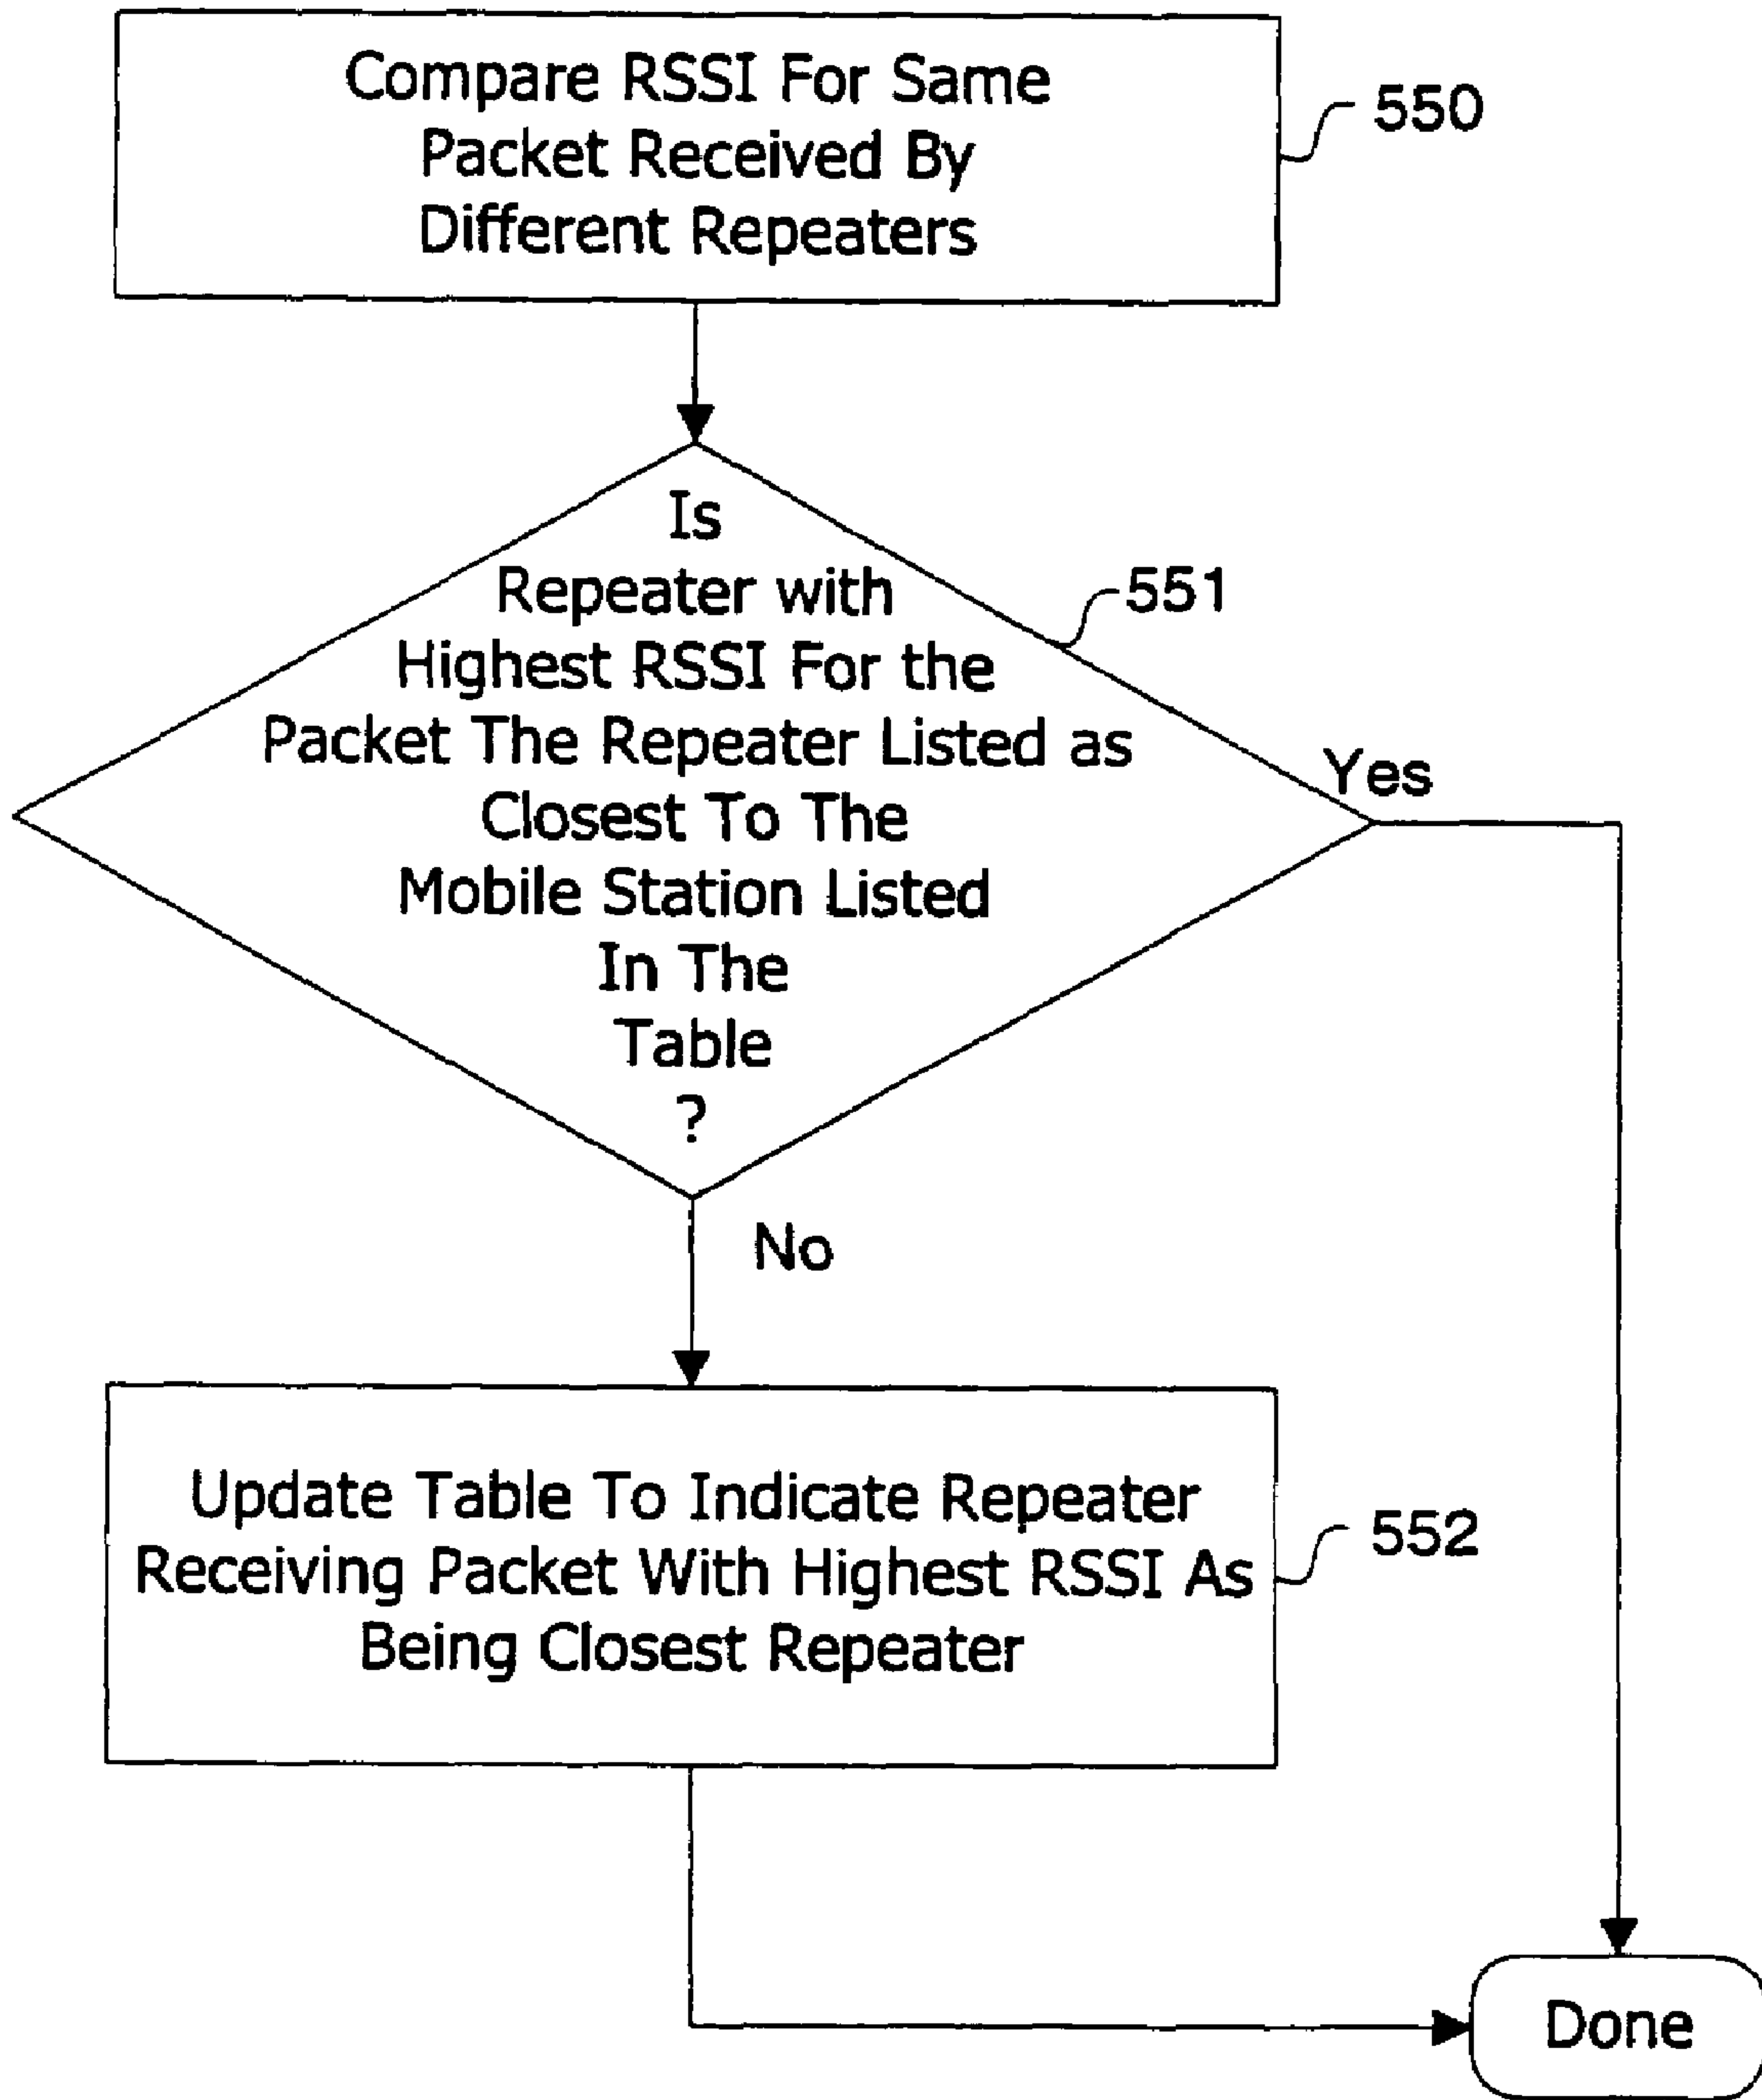 Compare RSSI For Same
Packet Received By
Different Repeaters
550
Is
Repeater with
Highest RSSI For the
Packet The Repeater Listed as
Closest To The
Mobile Station Listed
In The
Table
?
551
Yes
No
Update Table To Indicate Repeater
Receiving Packet With Highest RSSI As
Being Closest Repeater
552
Done